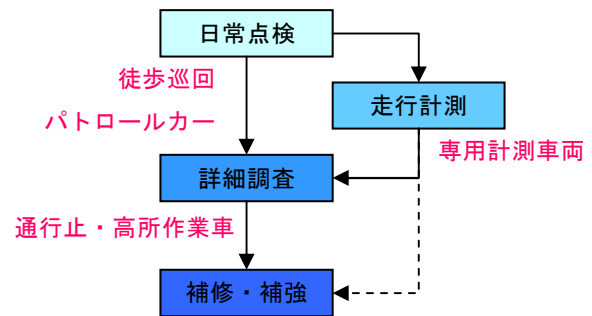 日常点検
徒歩巡回
パトロールカー
走行計測
専用計測車両
詳細調査
通行止・高所作業車
補修・補強